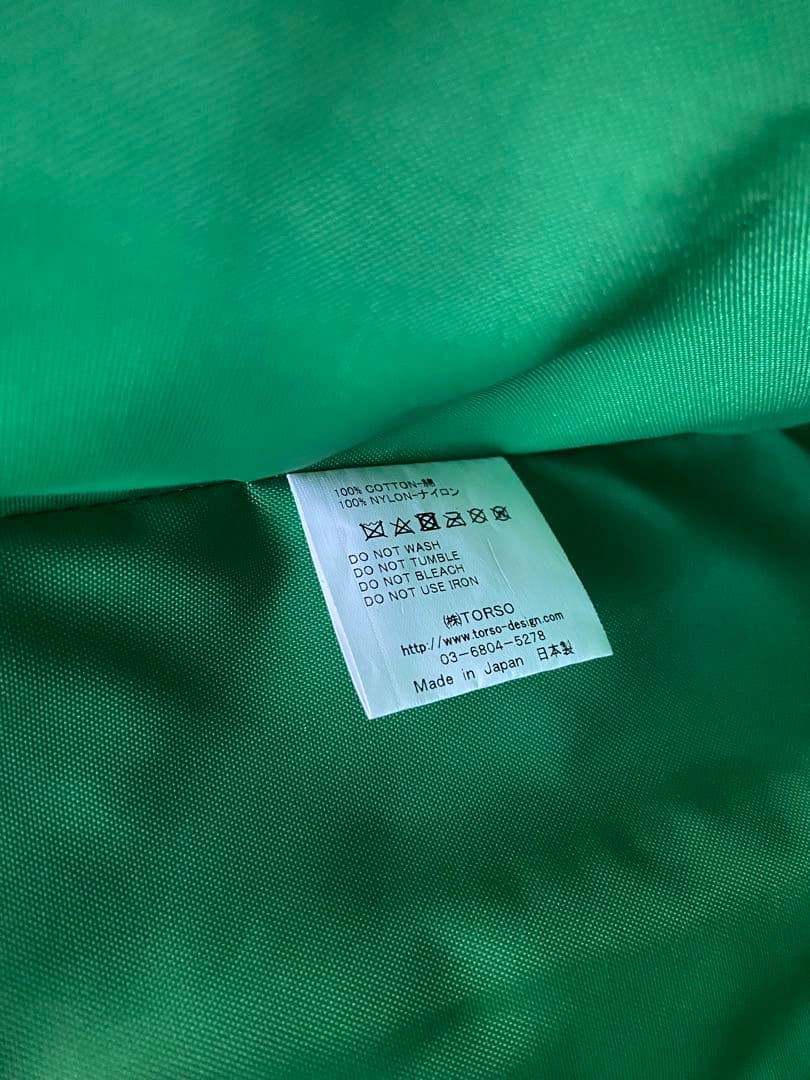 100% COTTON-綿
100% NYLON-ナイロン
DO NOT WASH
DO NOT TUMBLE
DO NOT BLEACH
DO NOT USE IRON
㈱TORSO
http://www.torso-design.com
03-6804-5278
Made in Japan 日本製